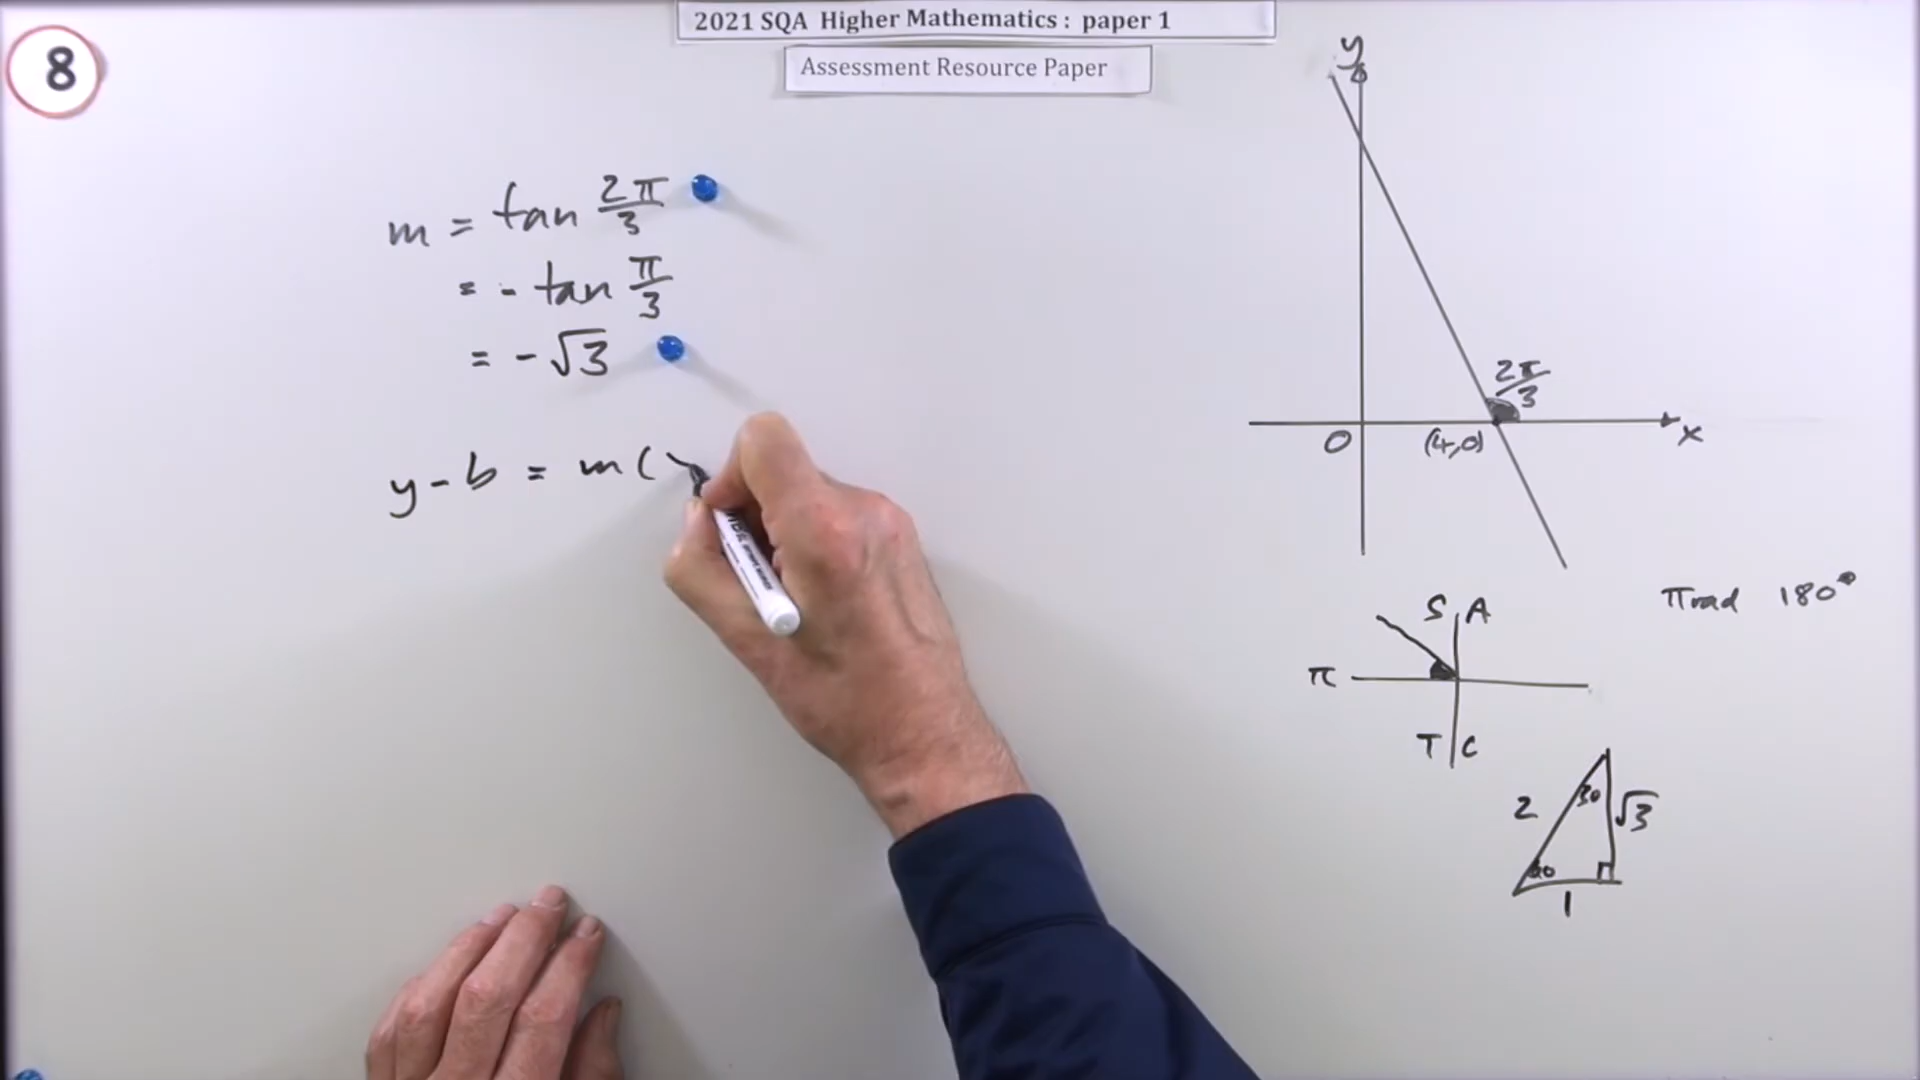 8
2021 SQA Higher Mathematics : paper 1
Assessment Resource Paper
m = tan 2π/3
= - tan π/3
= - √3
y - b = m (
y
2π/3
O
(4,0)
x
π rad 180°
S A
π
T C
2
30
√3
60
1